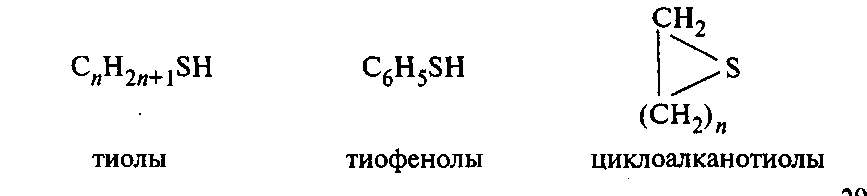 CₙH₂ₙ₊₁SH C₆H₅SH CH₂
S
(CH₂)ₙ
тиолы тиофенолы циклоалканотиолы